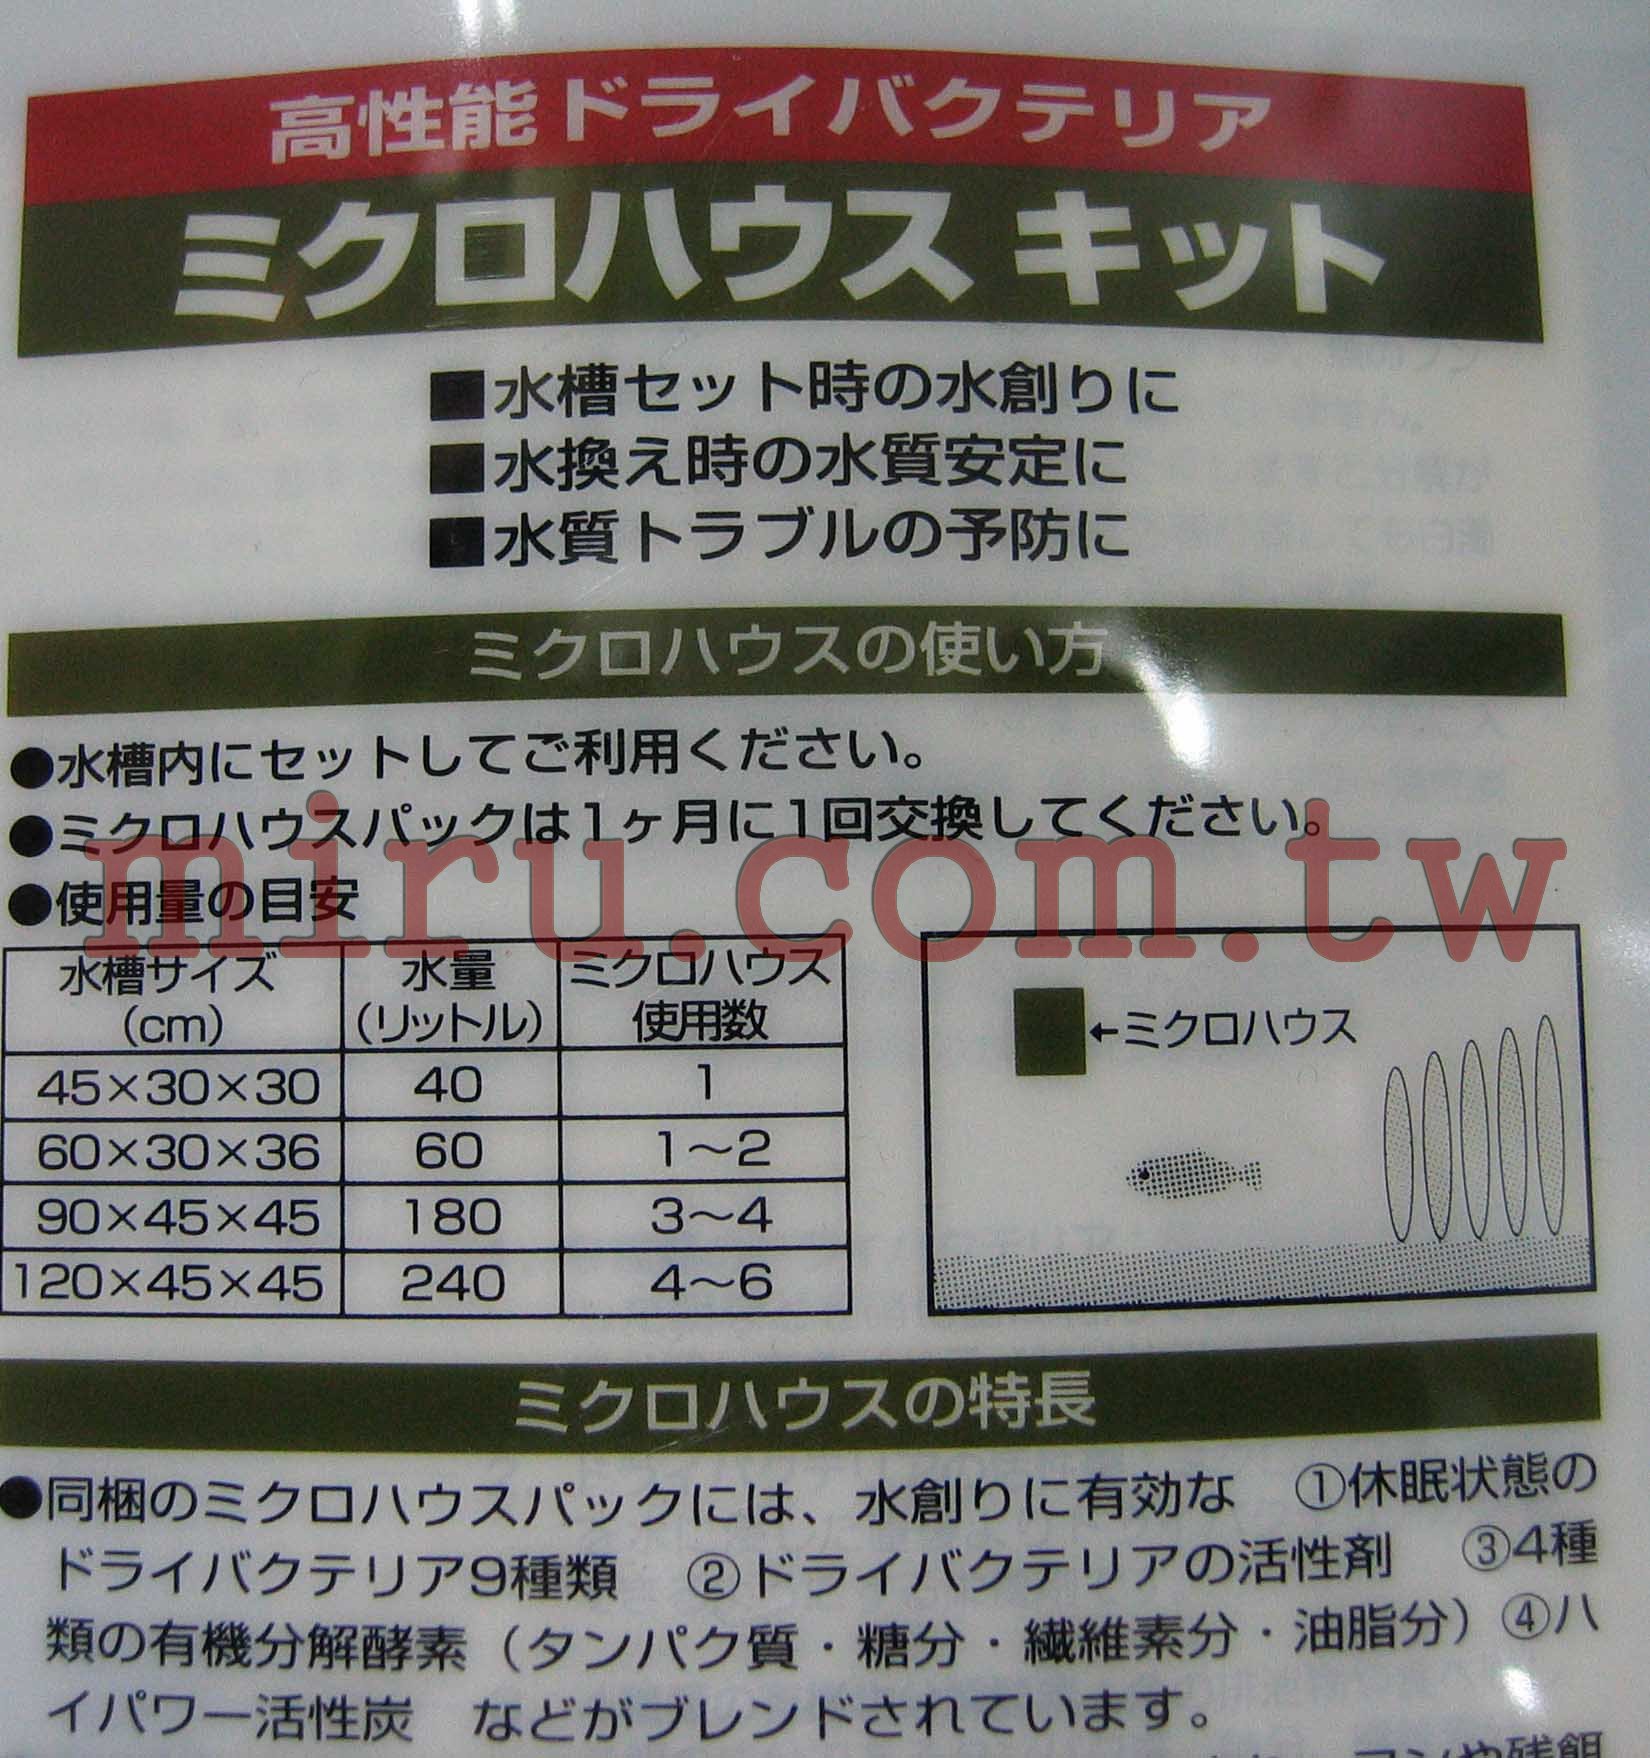 高性能ドライバクテリア
ミクロハウス キット
■水槽セット時の水創りに
■水換え時の水質安定に
■水質トラブルの予防に
ミクロハウスの使い方
●水槽内にセットしてご利用ください。
●ミクロハウスパックは1ヶ月に1回交換してください。
●使用量の目安
miru.com.tw
水槽サイズ(cm) 水量(リットル) ミクロハウス使用数
45×30×30 40 1
60×30×36 60 1～2
90×45×45 180 3～4
120×45×45 240 4～6
←ミクロハウス
ミクロハウスの特長
●同梱のミクロハウスパックには、水創りに有効な ①休眠状態の
ドライバクテリア9種類 ②ドライバクテリアの活性剤 ③4種
類の有機分解酵素（タンパク質・糖分・繊維素分・油脂分）④ハ
イパワー活性炭 などがブレンドされています。